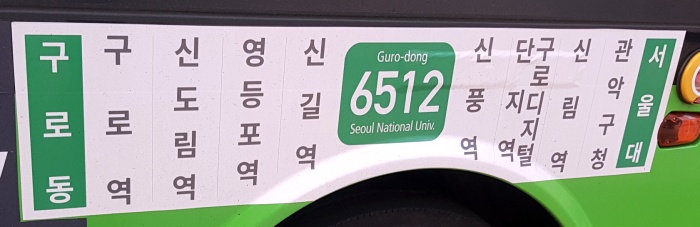 구로동
구로역
신도림역
영등포역
신길역
Guro-dong
6512
Seoul National Univ.
신풍역
구로디지털
단지역
신림역
관악구청
서울대